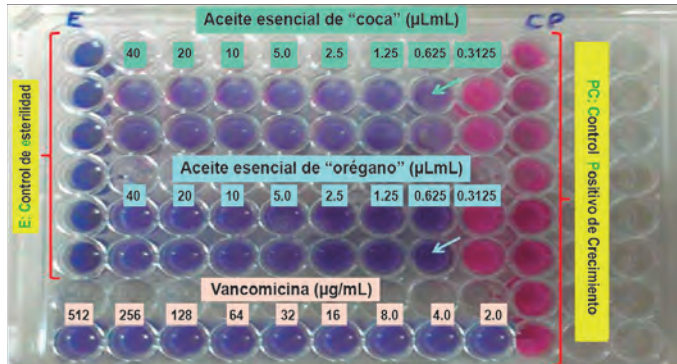 E
CP
Aceite esencial de “coca” (µLmL)
40 20 10 5.0 2.5 1.25 0.625 0.3125
Aceite esencial de “orégano” (µLmL)
40 20 10 5.0 2.5 1.25 0.625 0.3125
Vancomicina (µg/mL)
512 256 128 64 32 16 8.0 4.0 2.0
E: Control de esterilidad
PC: Control Positivo de Crecimiento